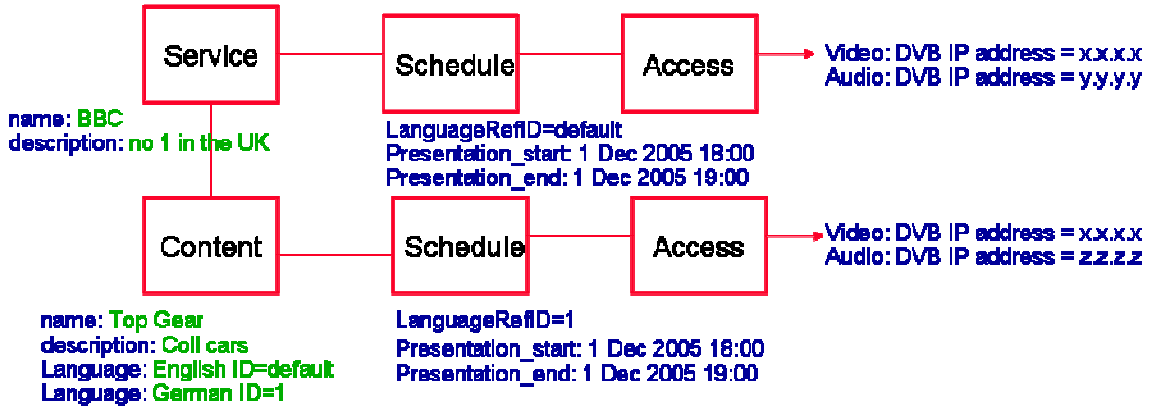 Service
Schedule
Access
Video: DVB IP address = x.x.x.x
Audio: DVB IP address = y.y.y.y
name: BBC
description: no 1 in the UK
LanguageRefID=default
Presentation_start: 1 Dec 2005 18:00
Presentation_end: 1 Dec 2005 19:00
Content
Schedule
Access
Video: DVB IP address = x.x.x.x
Audio: DVB IP address = z.z.z.z
name: Top Gear
description: Coll cars
Language: English ID=default
Language: German ID=1
LanguageRefID=1
Presentation_start: 1 Dec 2005 18:00
Presentation_end: 1 Dec 2005 19:00